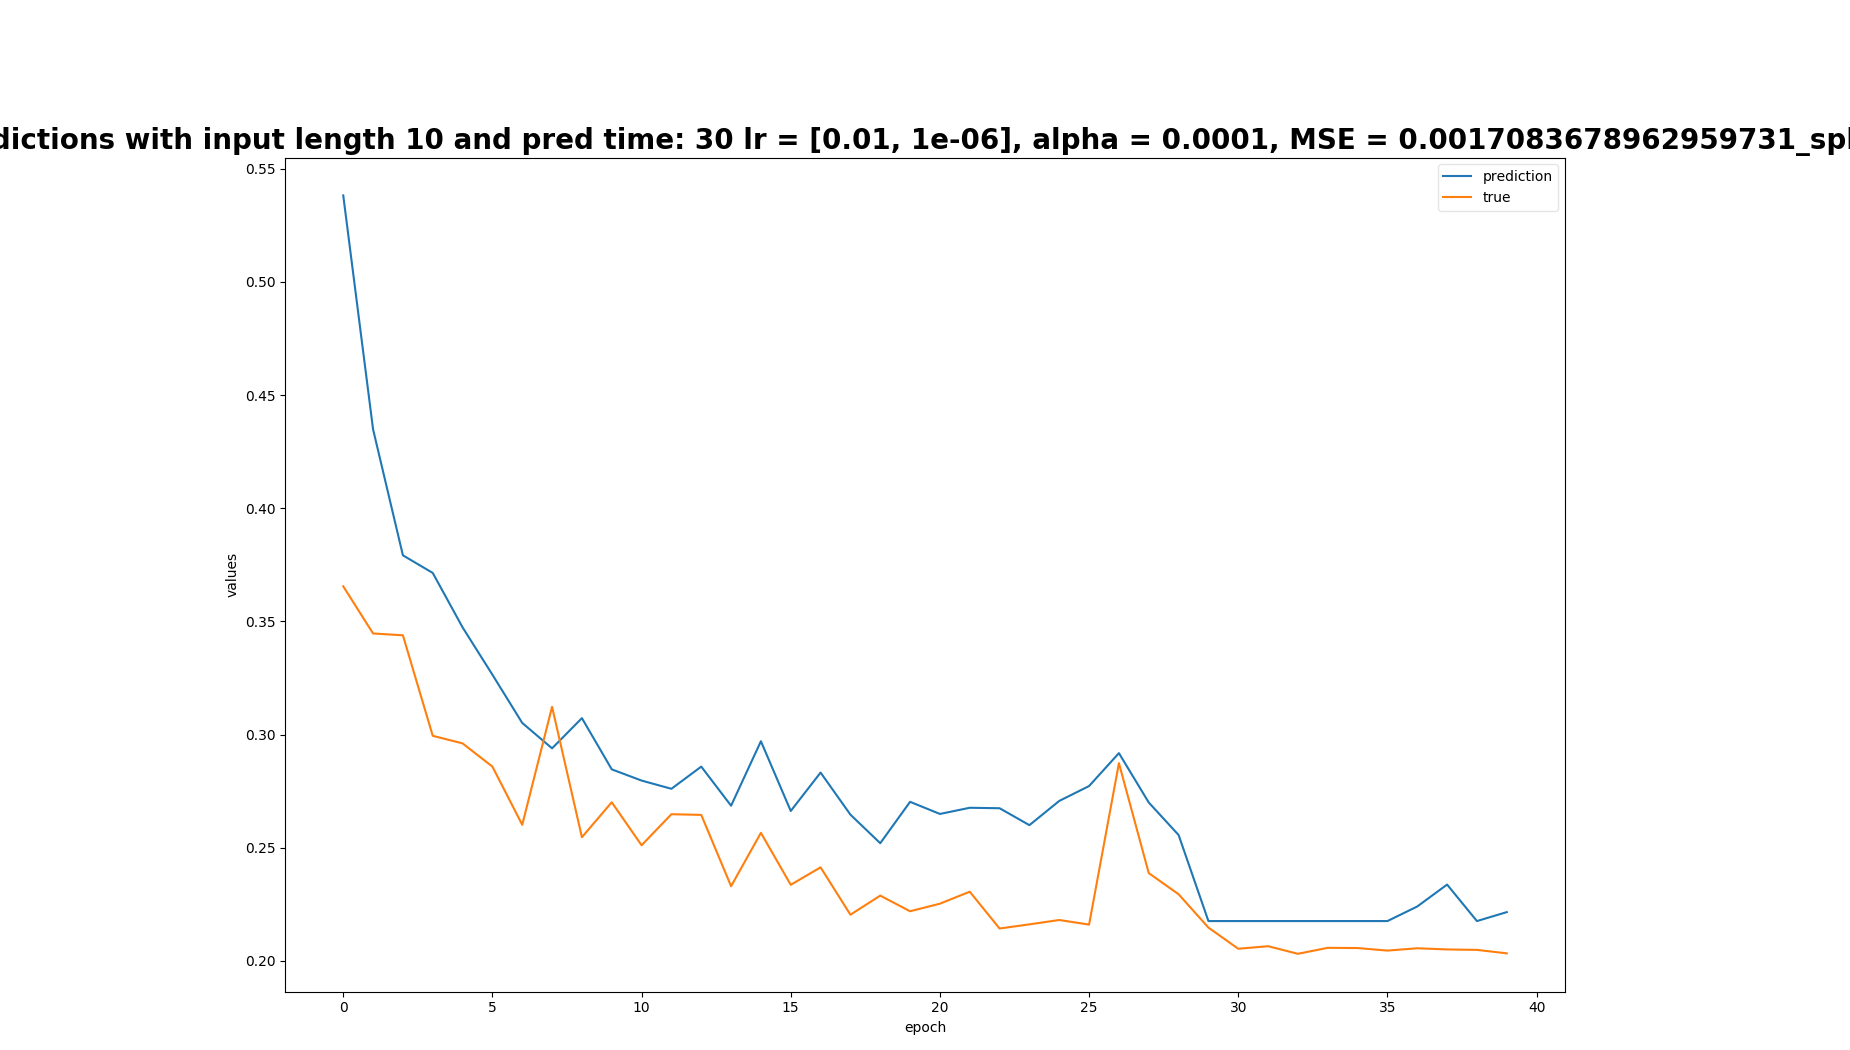 dictions with input length 10 and pred time: 30 lr = [0.01, 1e-06], alpha = 0.0001, MSE = 0.0017083678962959731_spl
prediction
true
0.55
0.50
0.45
0.40
0.35
0.30
0.25
0.20
values
0 5 10 15 20 25 30 35 40
epoch